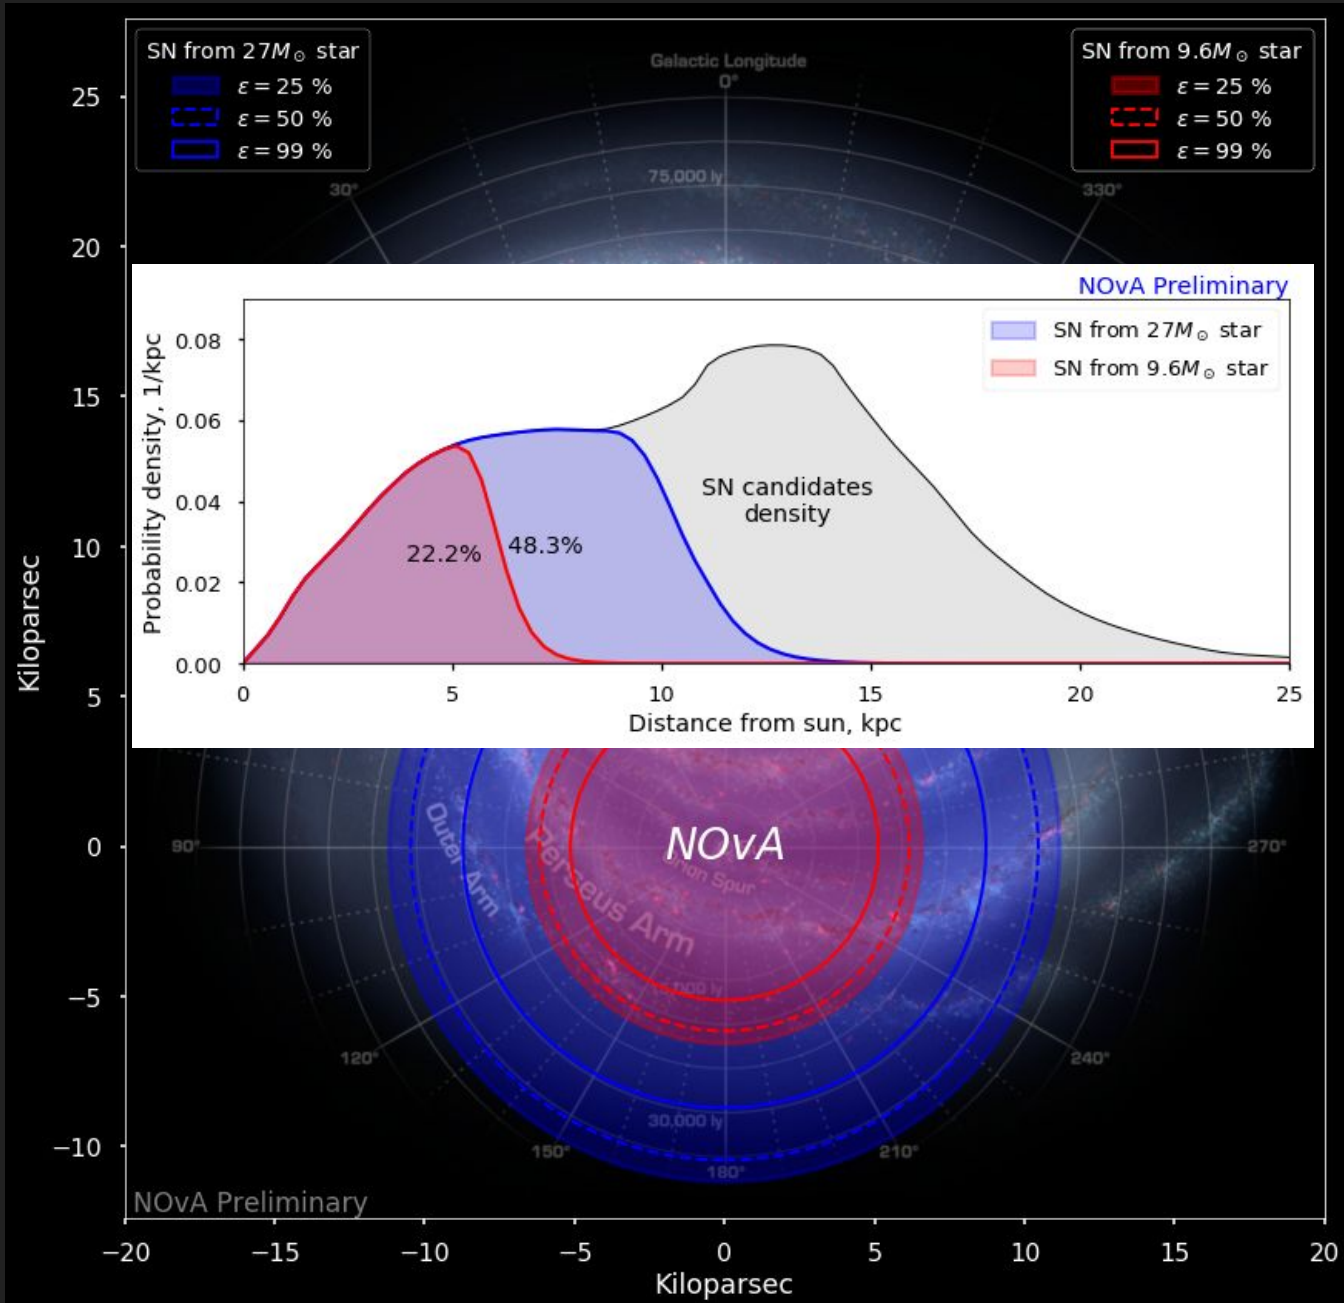 SN from 27M⊙ star
ε = 25 %
ε = 50 %
ε = 99 %
SN from 9.6M⊙ star
ε = 25 %
ε = 50 %
ε = 99 %
Galactic Longitude
0°
30°
330°
75,000 ly
25
20
15
10
5
0
−5
−10
Kiloparsec
NOvA Preliminary
SN from 27M⊙ star
SN from 9.6M⊙ star
Probability density, 1/kpc
0.08
0.06
0.04
0.02
0.00
SN candidates
density
22.2%
48.3%
0
5
10
15
20
25
Distance from sun, kpc
90°
270°
Outer Arm
Perseus Arm
NOvA
Spur
30,000 ly
120°
240°
150°
210°
180°
NOvA Preliminary
−20
−15
−10
−5
0
5
10
15
20
Kiloparsec